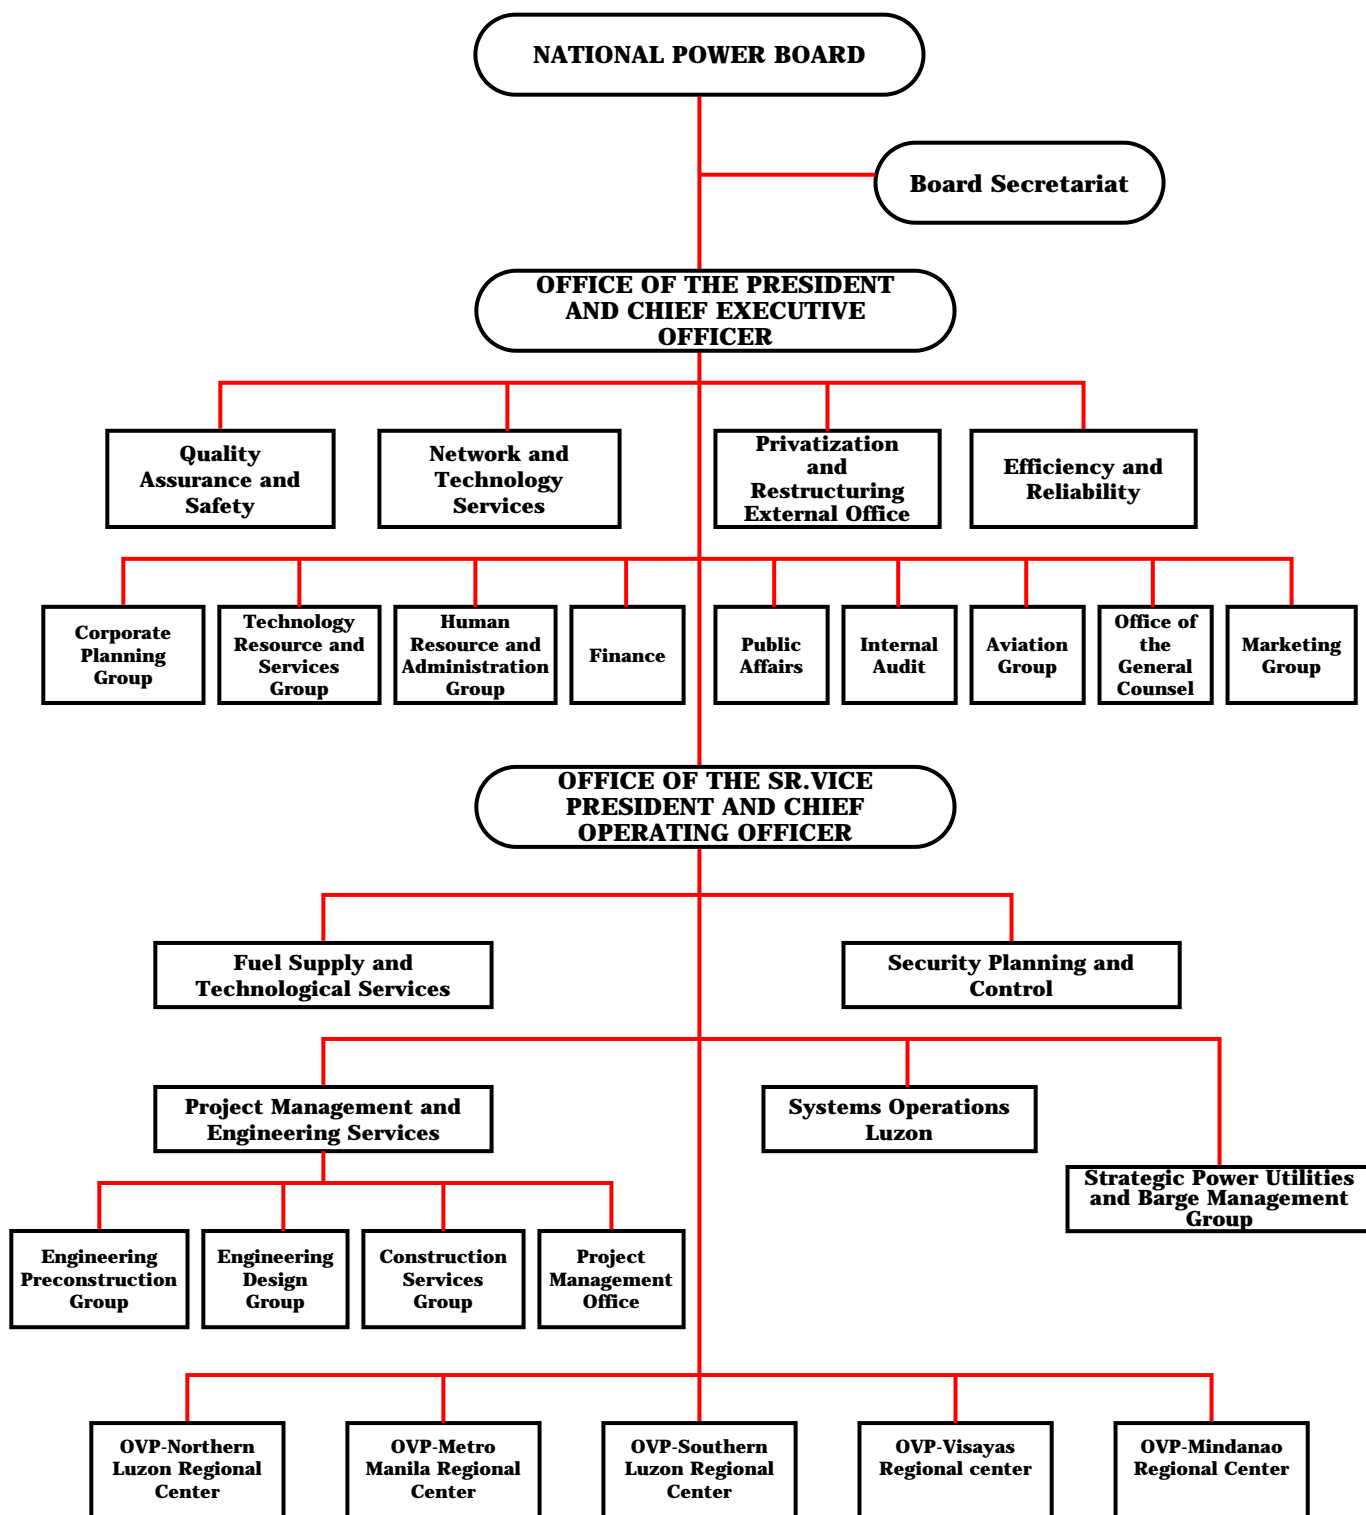 NATIONAL POWER BOARD
Board Secretariat
OFFICE OF THE PRESIDENT
AND CHIEF EXECUTIVE
OFFICER
Quality
Assurance and
Safety
Network and
Technology
Services
Privatization
and
Restructuring
External Office
Efficiency and
Reliability
Corporate
Planning
Group
Technology
Resource and
Services
Group
Human
Resource and
Administration
Group
Finance
Public
Affairs
Internal
Audit
Aviation
Group
Office of
the
General
Counsel
Marketing
Group
OFFICE OF THE SR.VICE
PRESIDENT AND CHIEF
OPERATING OFFICER
Fuel Supply and
Technological Services
Security Planning and
Control
Project Management and
Engineering Services
Systems Operations
Luzon
Strategic Power Utilities
and Barge Management
Group
Engineering
Preconstruction
Group
Engineering
Design
Group
Construction
Services
Group
Project
Management
Office
OVP-Northern
Luzon Regional
Center
OVP-Metro
Manila Regional
Center
OVP-Southern
Luzon Regional
Center
OVP-Visayas
Regional center
OVP-Mindanao
Regional Center